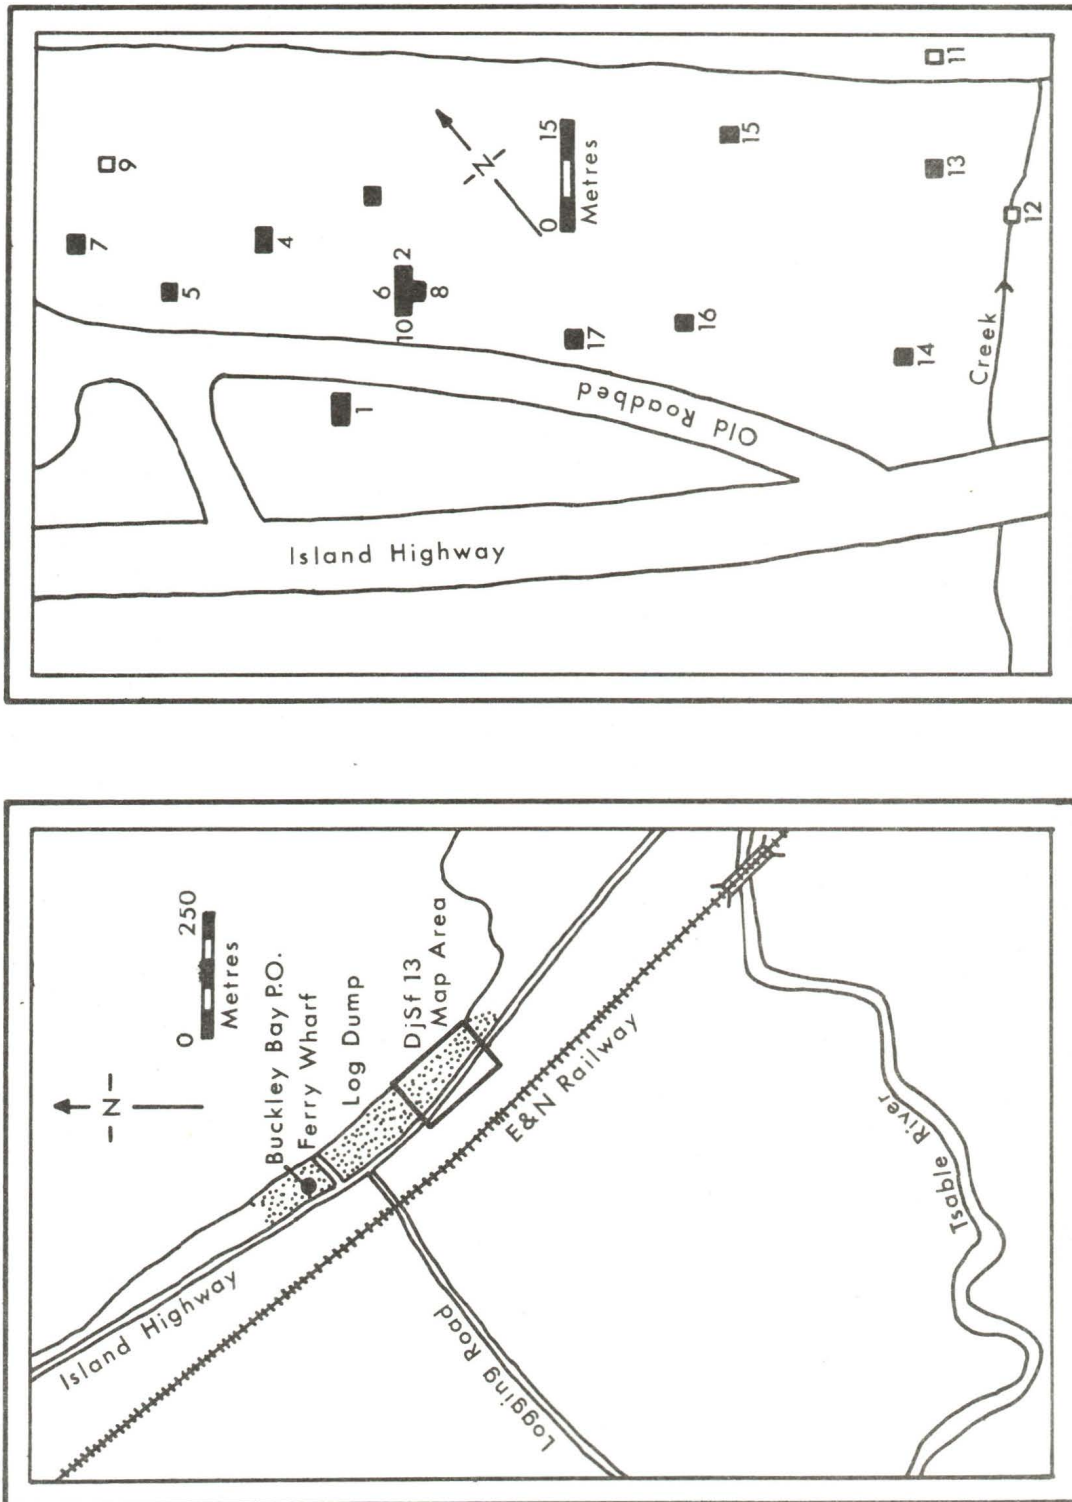 9
7
4
5
-N-
0 15
Metres
15
11
13
12
6 2
8
10
17
16
14
1
Old Roadbed
Creek
Island Highway
-N-
0 250
Metres
Buckley Bay P.O.
Ferry Wharf
Log Dump
DjSf 13
Map Area
Island Highway
E&N Railway
Logging Road
Tsable River